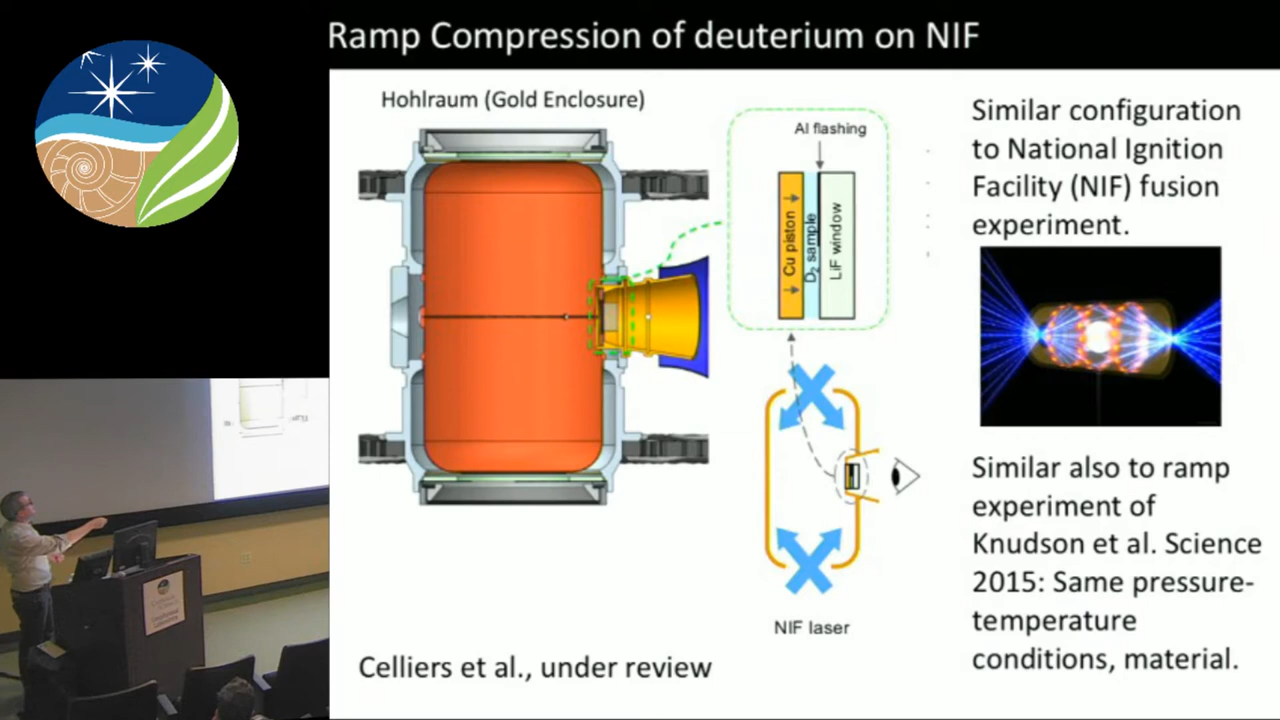 Ramp Compression of deuterium on NIF
Hohlraum (Gold Enclosure)
Al flashing
Cu piston
D2 sample
LiF window
NIF laser
Celliers et al., under review
Similar configuration
to National Ignition
Facility (NIF) fusion
experiment.
Similar also to ramp
experiment of
Knudson et al. Science
2015: Same pressure-
temperature
conditions, material.